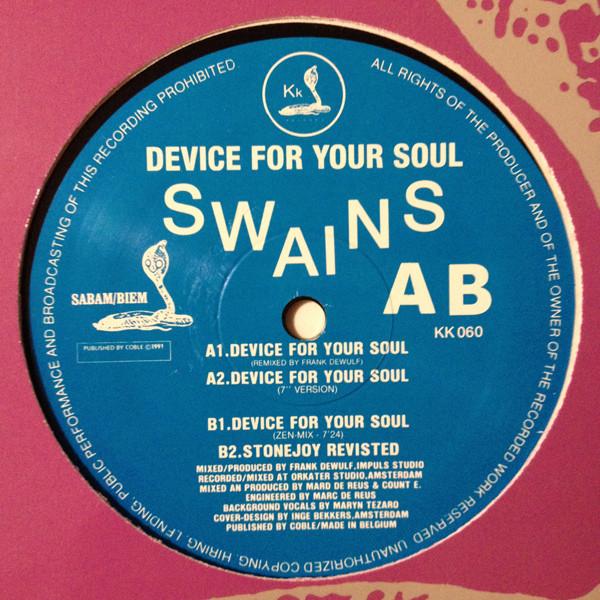 ALL RIGHTS OF THE PRODUCER AND OF THE OWNER OF THE RECORDED WORK RESERVED UNAUTHORIZED COPYING. HIRING. LENDING. PUBLIC PERFORMANCE AND BROADCASTING OF THIS RECORDING PROHIBITED
Kk
DEVICE FOR YOUR SOUL
SWAINS
AB
SABAM/BIEM
KK 060
PUBLISHED BY COBLE ©1991
A1.DEVICE FOR YOUR SOUL
(REMIXED BY FRANK DEWULF)
A2.DEVICE FOR YOUR SOUL
(7'' VERSION)
B1.DEVICE FOR YOUR SOUL
(ZEN-MIX - 7'24)
B2.STONEJOY REVISTED
MIXED/PRODUCED BY FRANK DEWULF,IMPULS STUDIO
RECORDED/MIXED AT ORKATER STUDIO,AMSTERDAM
MIXED AN PRODUCED BY MARD DE REUS & COUNT E.
ENGINEERED BY MARC DE REUS
BACKGROUND VOCALS BY MARYN TEZARO
COVER-DESIGN BY INGE BEKKERS,AMSTERDAM
PUBLISHED BY COBLE/MADE IN BELGIUM